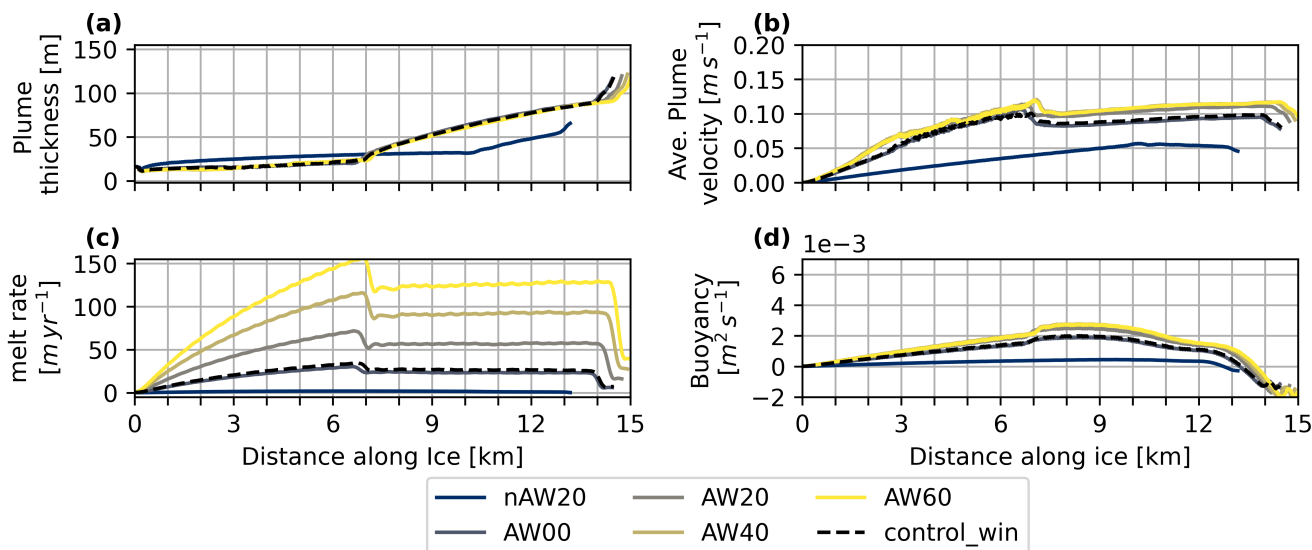 (a)
150
100
50
0
Plume
thickness [m]
(b)
0.20
0.15
0.10
0.05
0.00
Ave. Plume
velocity [m s⁻¹]
(c)
150
100
50
0
melt rate
[m yr⁻¹]
0 3 6 9 12 15
Distance along Ice [km]
(d)
1e−3
6
4
2
0
−2
Buoyancy
[m² s⁻¹]
0 3 6 9 12 15
Distance along ice [km]
nAW20 AW20 AW60
AW00 AW40 control_win